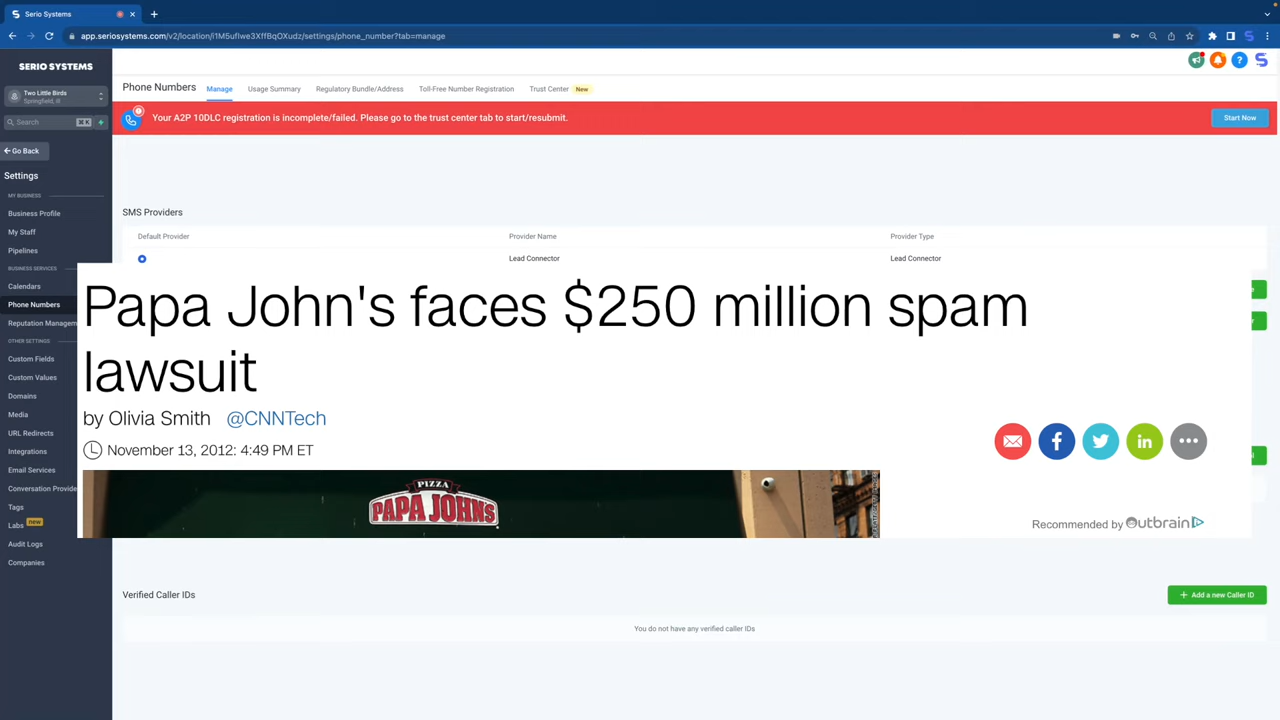 Serio Systems
app.seriosystems.com/v2/location/i1M5ufIwe3XffBqOXudz/settings/phone_number?tab=manage
SERIO SYSTEMS
Two Little Birds
Springfield, Ill
Search
⌘K
Go Back
Settings
MY BUSINESS
Business Profile
My Staff
Pipelines
BUSINESS SERVICES
Calendars
Phone Numbers
Reputation Managem
OTHER SETTINGS
Custom Fields
Custom Values
Domains
Media
URL Redirects
Integrations
Email Services
Conversation Provide
Tags
Labs new
Audit Logs
Companies
Phone Numbers Manage Usage Summary Regulatory Bundle/Address Toll-Free Number Registration Trust Center New
Your A2P 10DLC registration is incomplete/failed. Please go to the trust center tab to start/resubmit. Start Now
SMS Providers
Default Provider Provider Name Provider Type
Lead Connector Lead Connector
Papa John's faces $250 million spam
lawsuit
by Olivia Smith @CNNTech
November 13, 2012: 4:49 PM ET
PIZZA
PAPA JOHNS
Recommended by Outbrain
Verified Caller IDs
+ Add a new Caller ID
You do not have any verified caller IDs